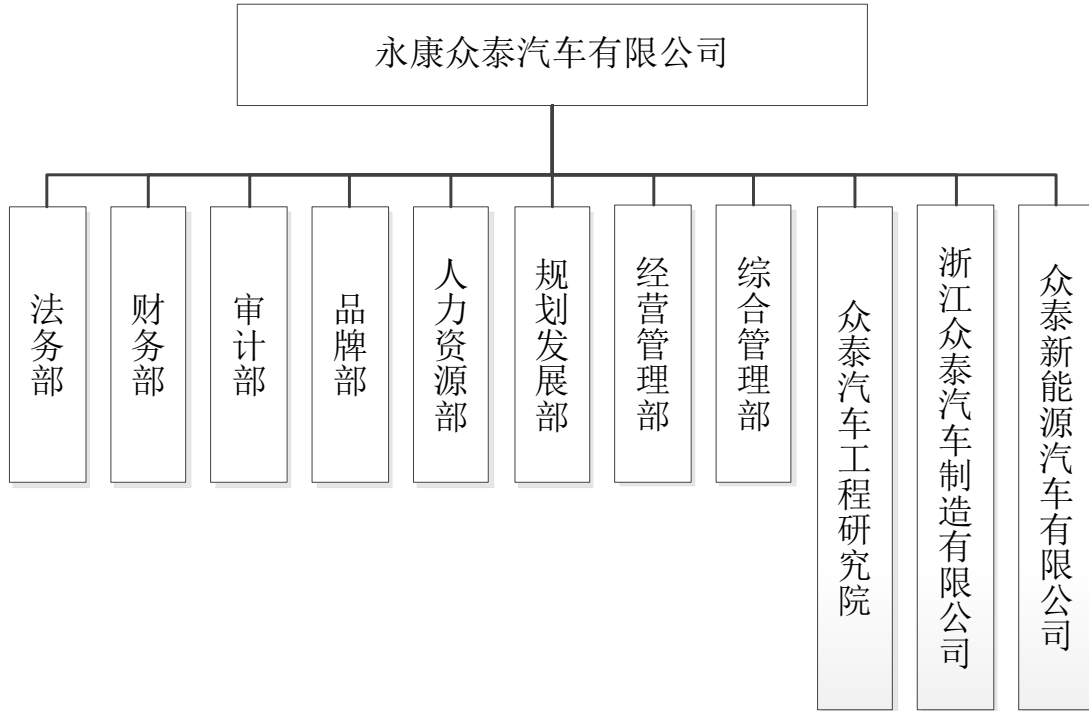 永康众泰汽车有限公司
法务部
财务部
审计部
品牌部
人力资源部
规划发展部
经营管理部
综合管理部
众泰汽车工程研究院
浙江众泰汽车制造有限公司
众泰新能源汽车有限公司